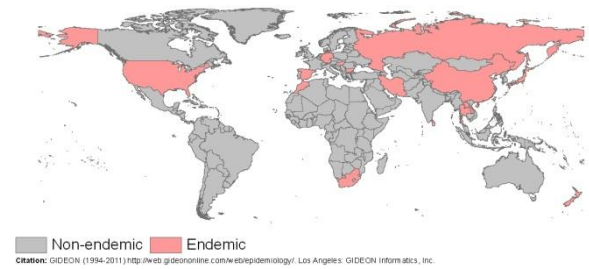 Non-endemic Endemic
Citation: GIDEON (1994-2011) http://web.gideononline.com/web/epidemiology/. Los Angeles: GIDEON Informatics, Inc.